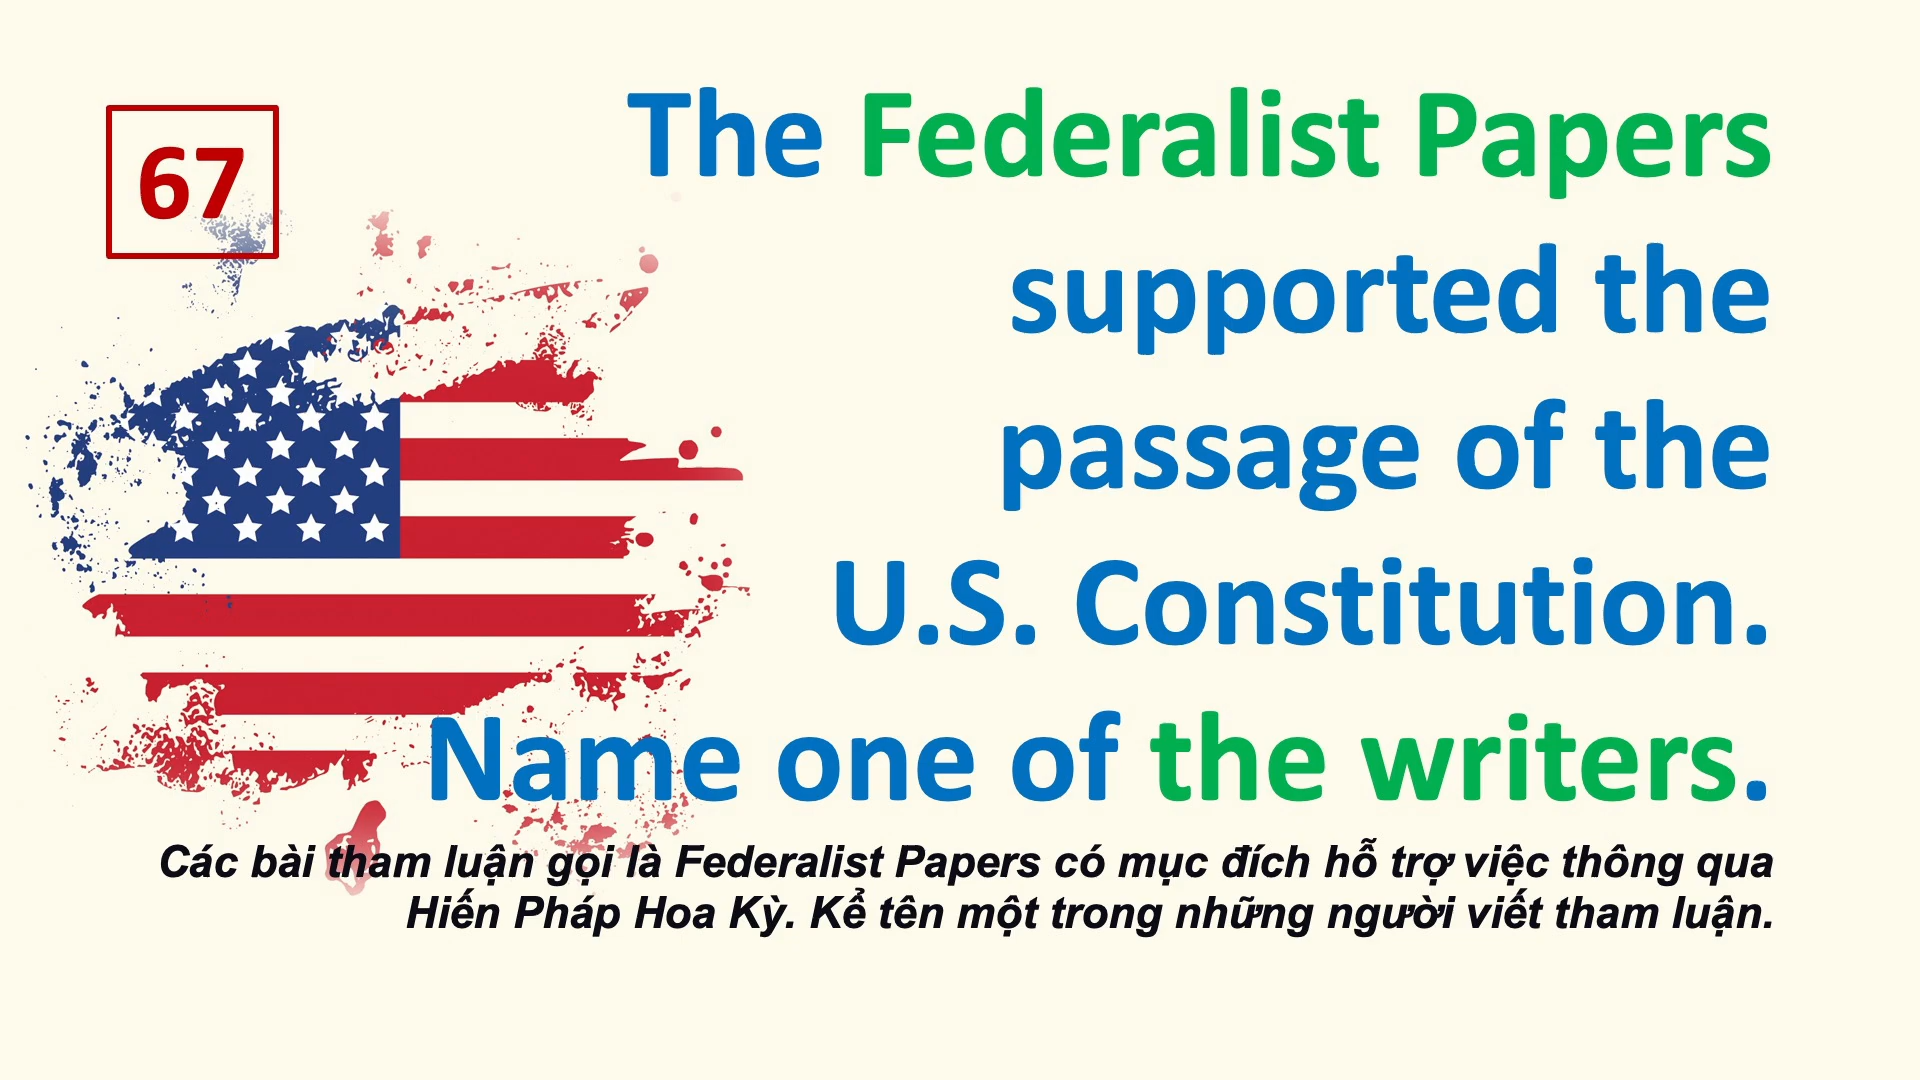 67
The Federalist Papers
supported the
passage of the
U.S. Constitution.
Name one of the writers.
Các bài tham luận gọi là Federalist Papers có mục đích hỗ trợ việc thông qua
Hiến Pháp Hoa Kỳ. Kể tên một trong những người viết tham luận.